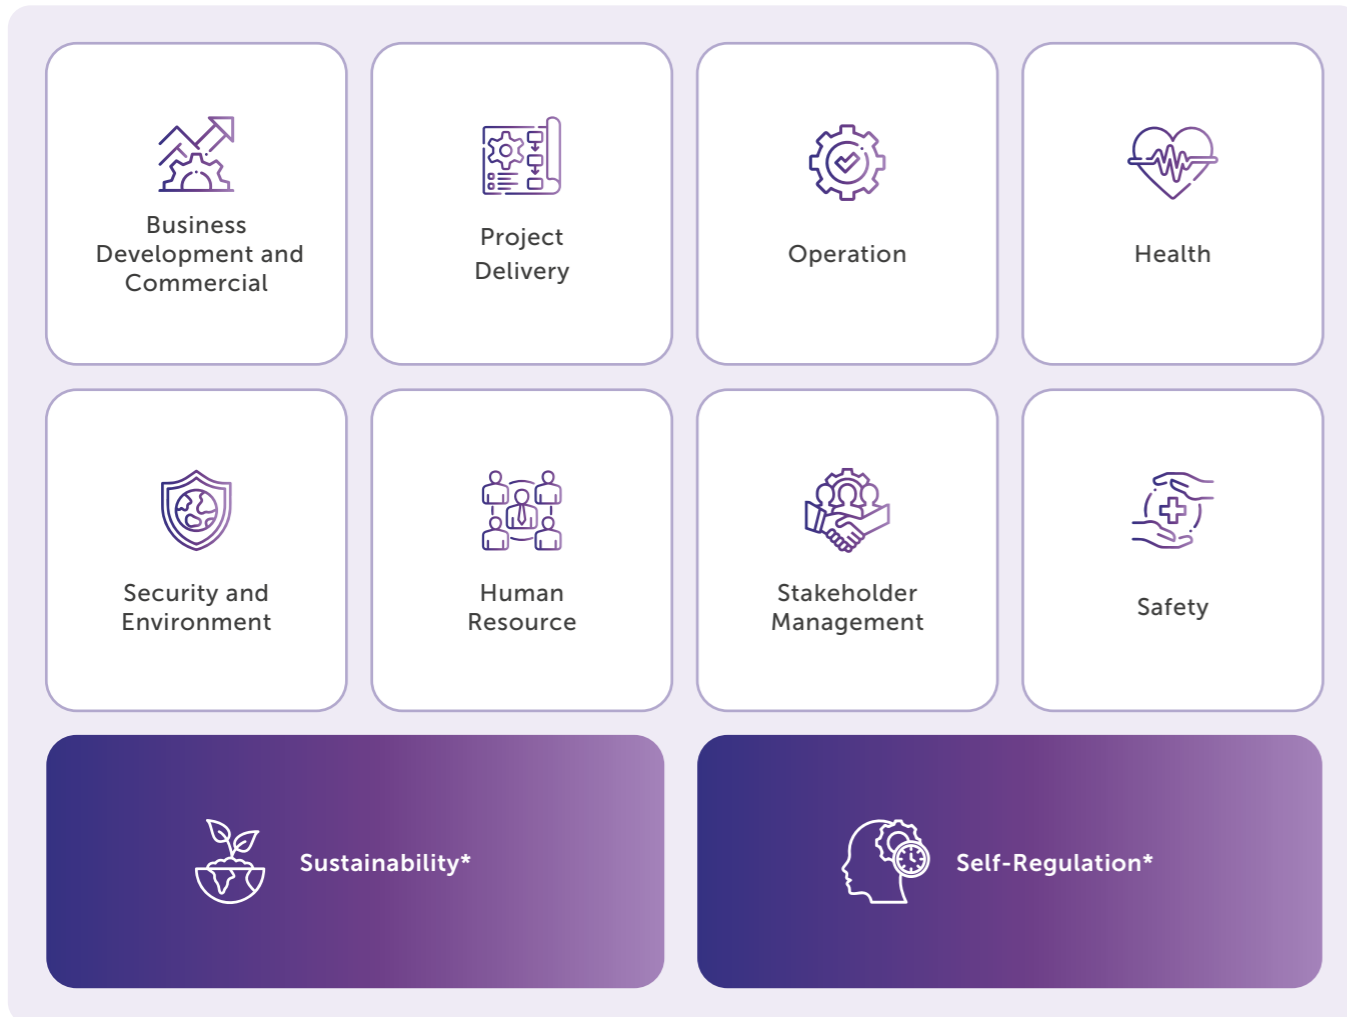 Business
Development and
Commercial
Project
Delivery
Operation
Health
Security and
Environment
Human
Resource
Stakeholder
Management
Safety
Sustainability*
Self-Regulation*